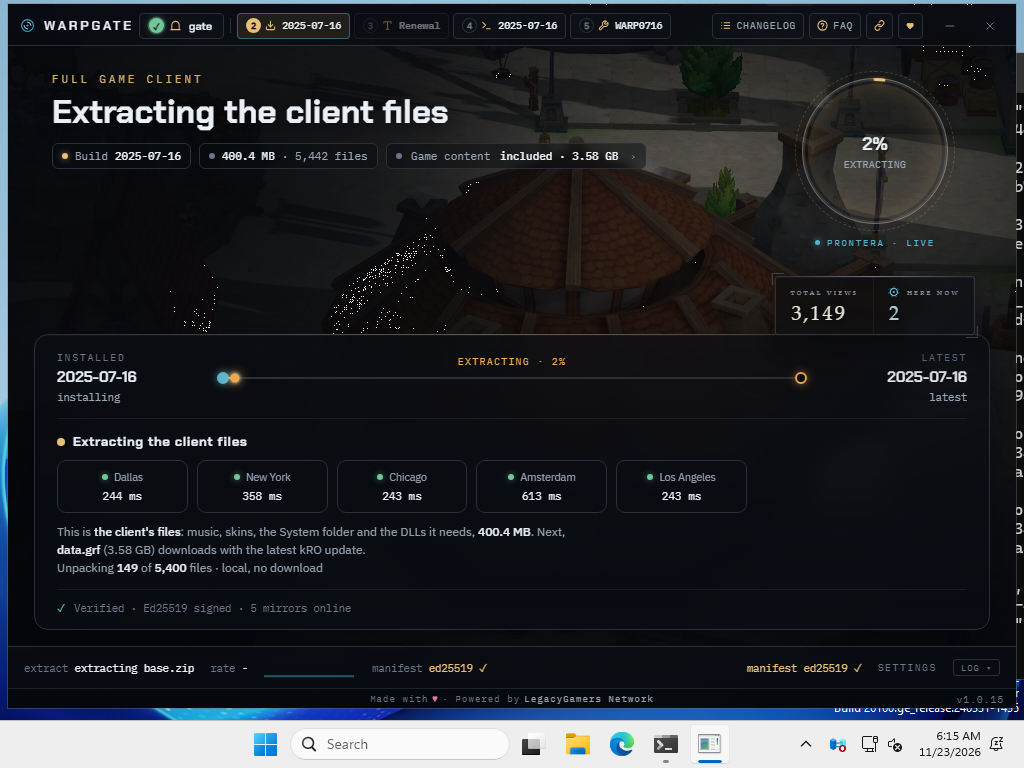 WARPGATE
gate
2 2025-07-16
3 Renewal
4 2025-07-16
5 WARP0716
CHANGELOG
FAQ
FULL GAME CLIENT
Extracting the client files
Build 2025-07-16
400.4 MB · 5,442 files
Game content included · 3.58 GB ›
2%
EXTRACTING
PRONTERA · LIVE
TOTAL VIEWS
3,149
HERE NOW
2
INSTALLED
2025-07-16
installing
EXTRACTING · 2%
LATEST
2025-07-16
latest
Extracting the client files
Dallas
244 ms
New York
358 ms
Chicago
243 ms
Amsterdam
613 ms
Los Angeles
243 ms
This is the client's files: music, skins, the System folder and the DLLs it needs, 400.4 MB. Next,
data.grf (3.58 GB) downloads with the latest kRO update.
Unpacking 149 of 5,400 files · local, no download
✓ Verified · Ed25519 signed · 5 mirrors online
extract extracting base.zip rate - manifest ed25519 ✓
manifest ed25519 ✓ SETTINGS LOG
Made with ♥ · Powered by LegacyGamers Network
v1.0.15
Search
6:15 AM
11/23/2026